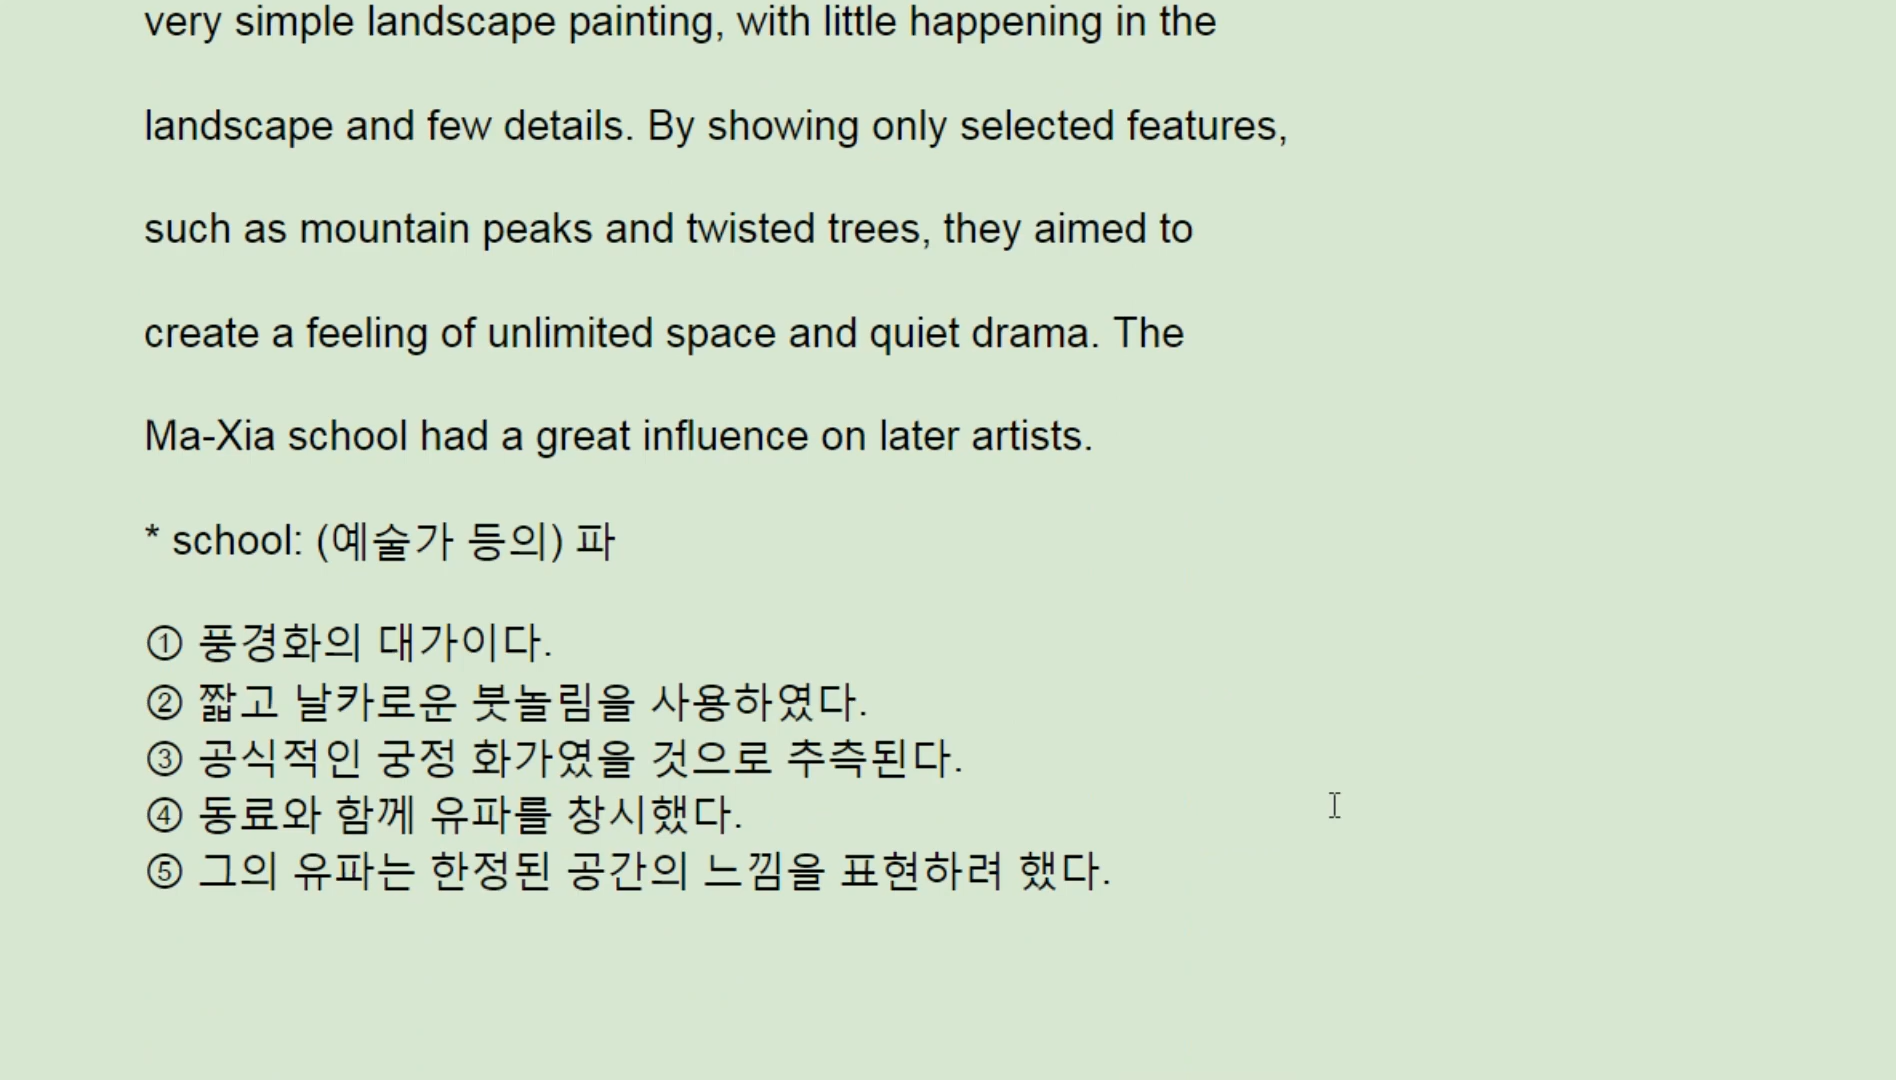 very simple landscape painting, with little happening in the
landscape and few details. By showing only selected features,
such as mountain peaks and twisted trees, they aimed to
create a feeling of unlimited space and quiet drama. The
Ma-Xia school had a great influence on later artists.
* school: (예술가 등의) 파
① 풍경화의 대가이다.
② 짧고 날카로운 붓놀림을 사용하였다.
③ 공식적인 궁정 화가였을 것으로 추측된다.
④ 동료와 함께 유파를 창시했다.
⑤ 그의 유파는 한정된 공간의 느낌을 표현하려 했다.